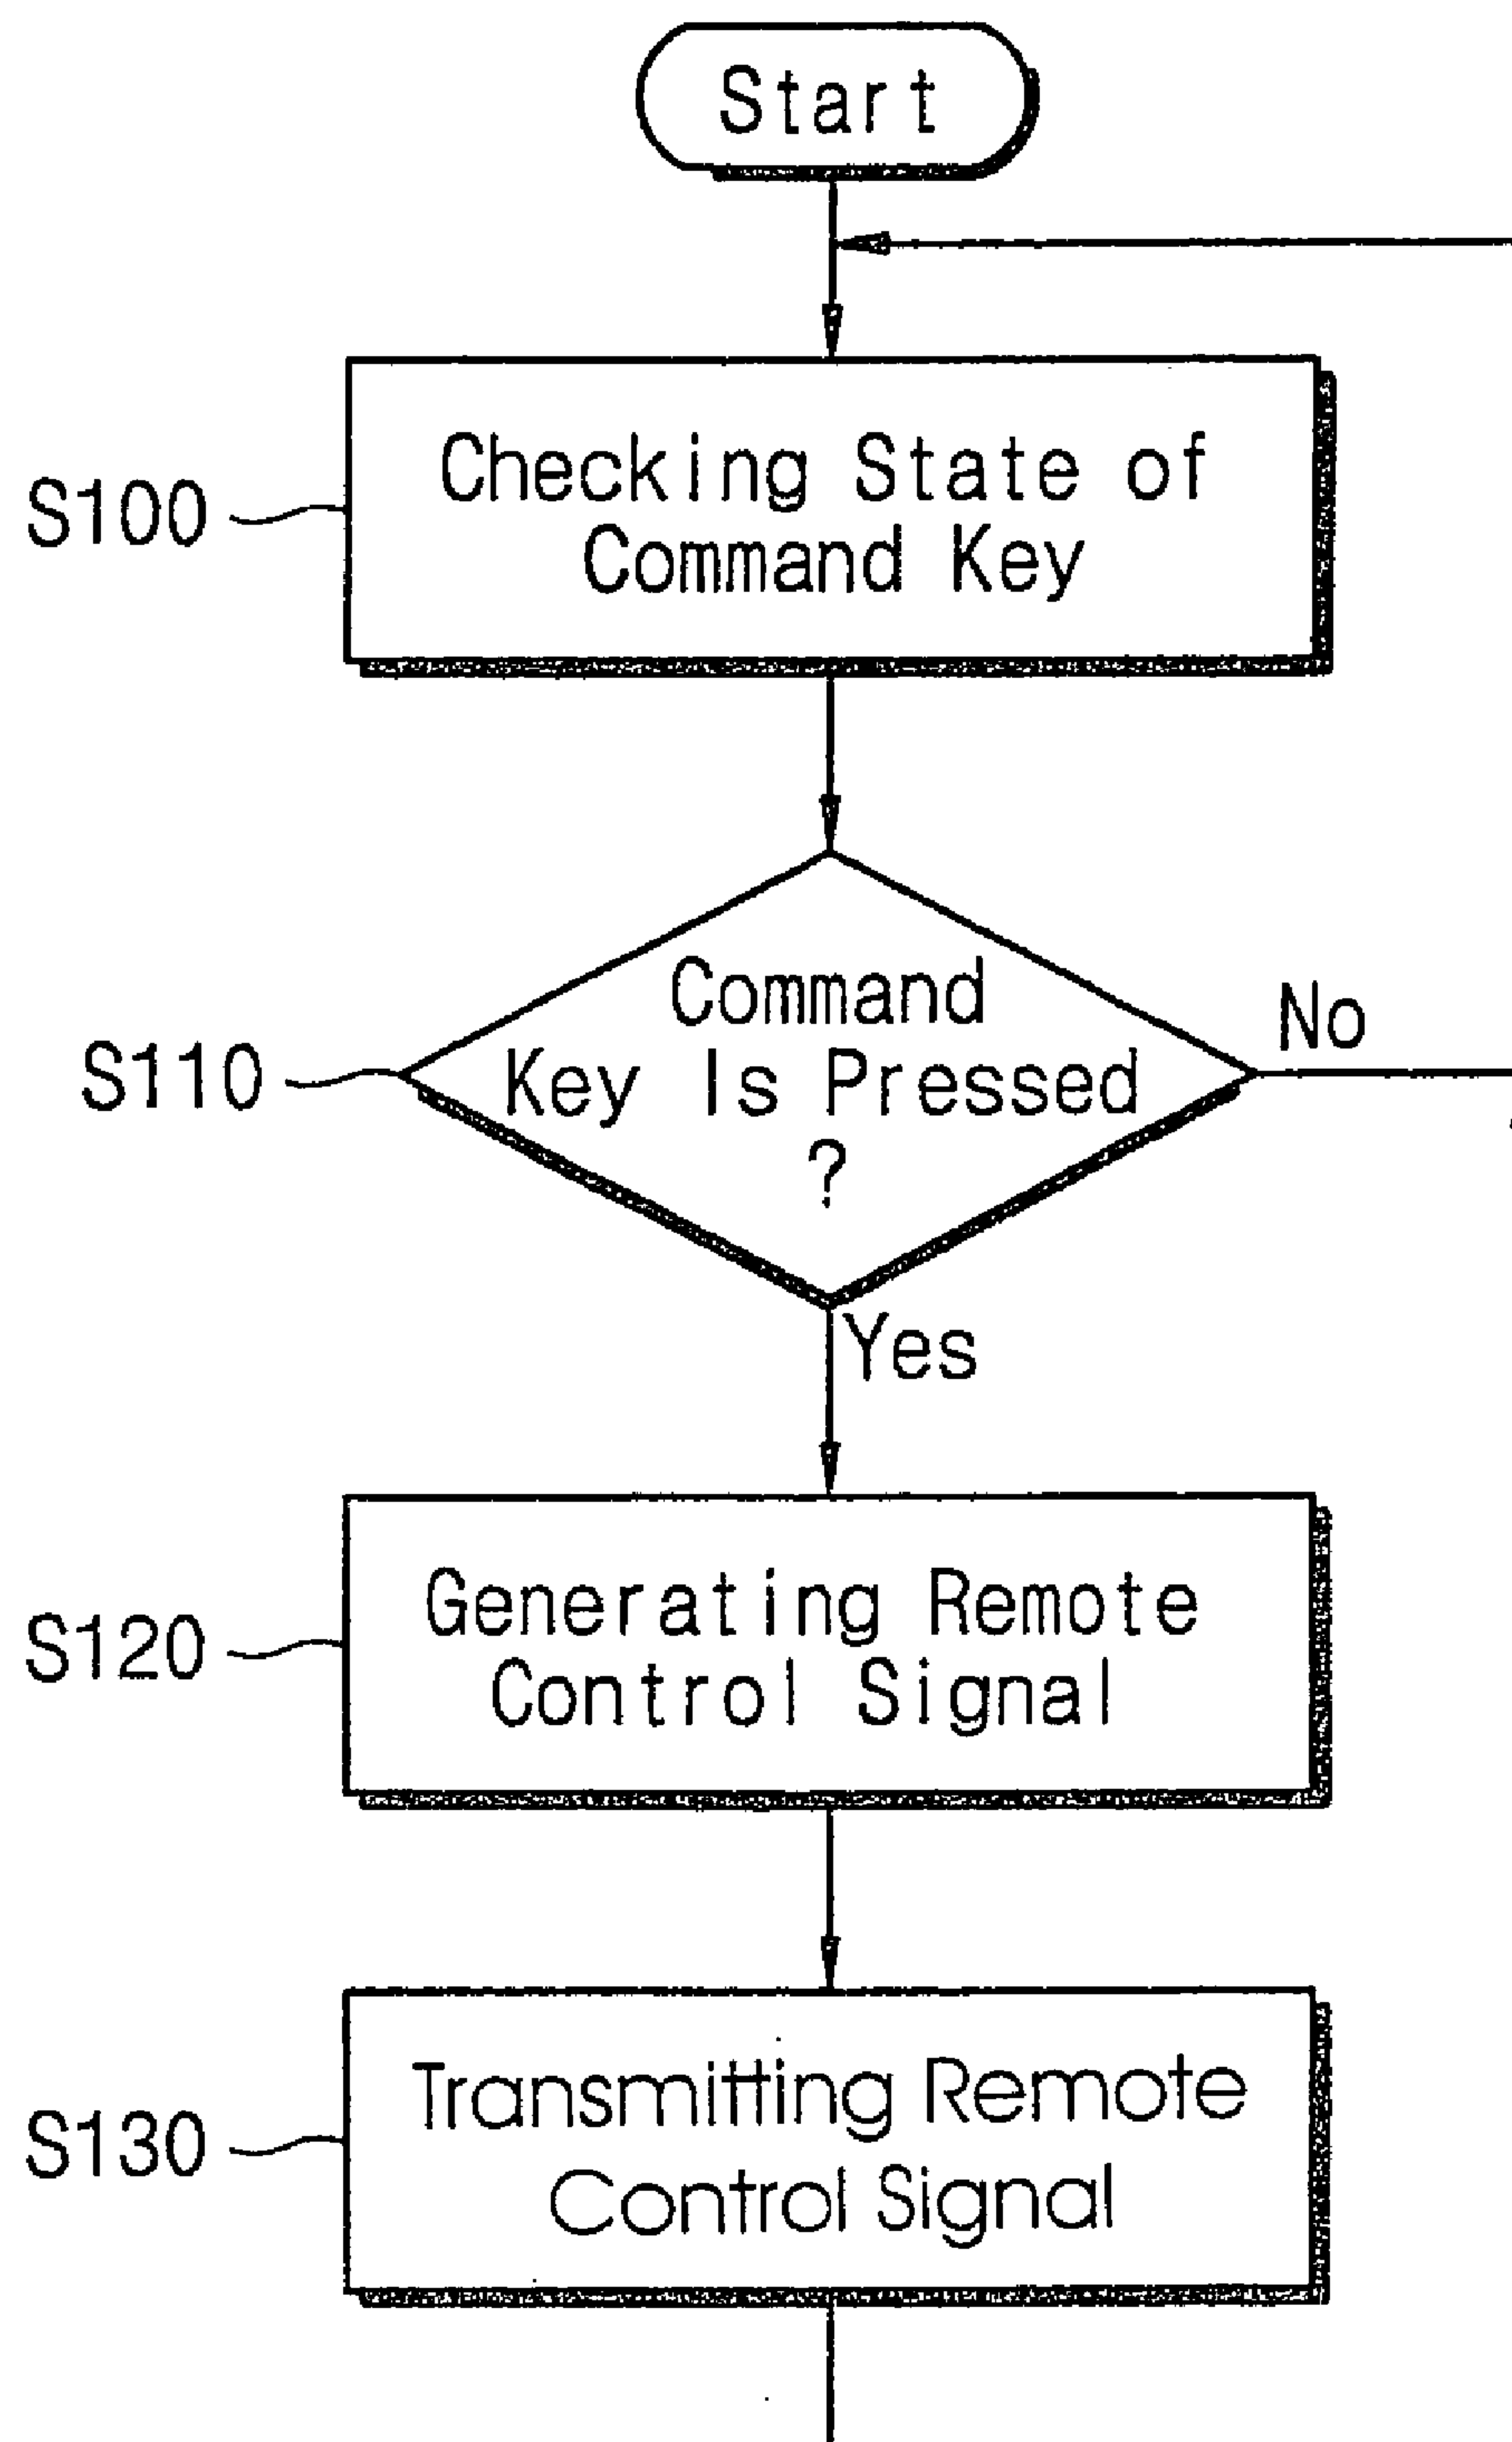 Start
Checking State of
Command Key
S100
Command
Key Is Pressed
?
S110
No
Yes
Generating Remote
Control Signal
S120
Transmitting Remote
Control Signal
S130